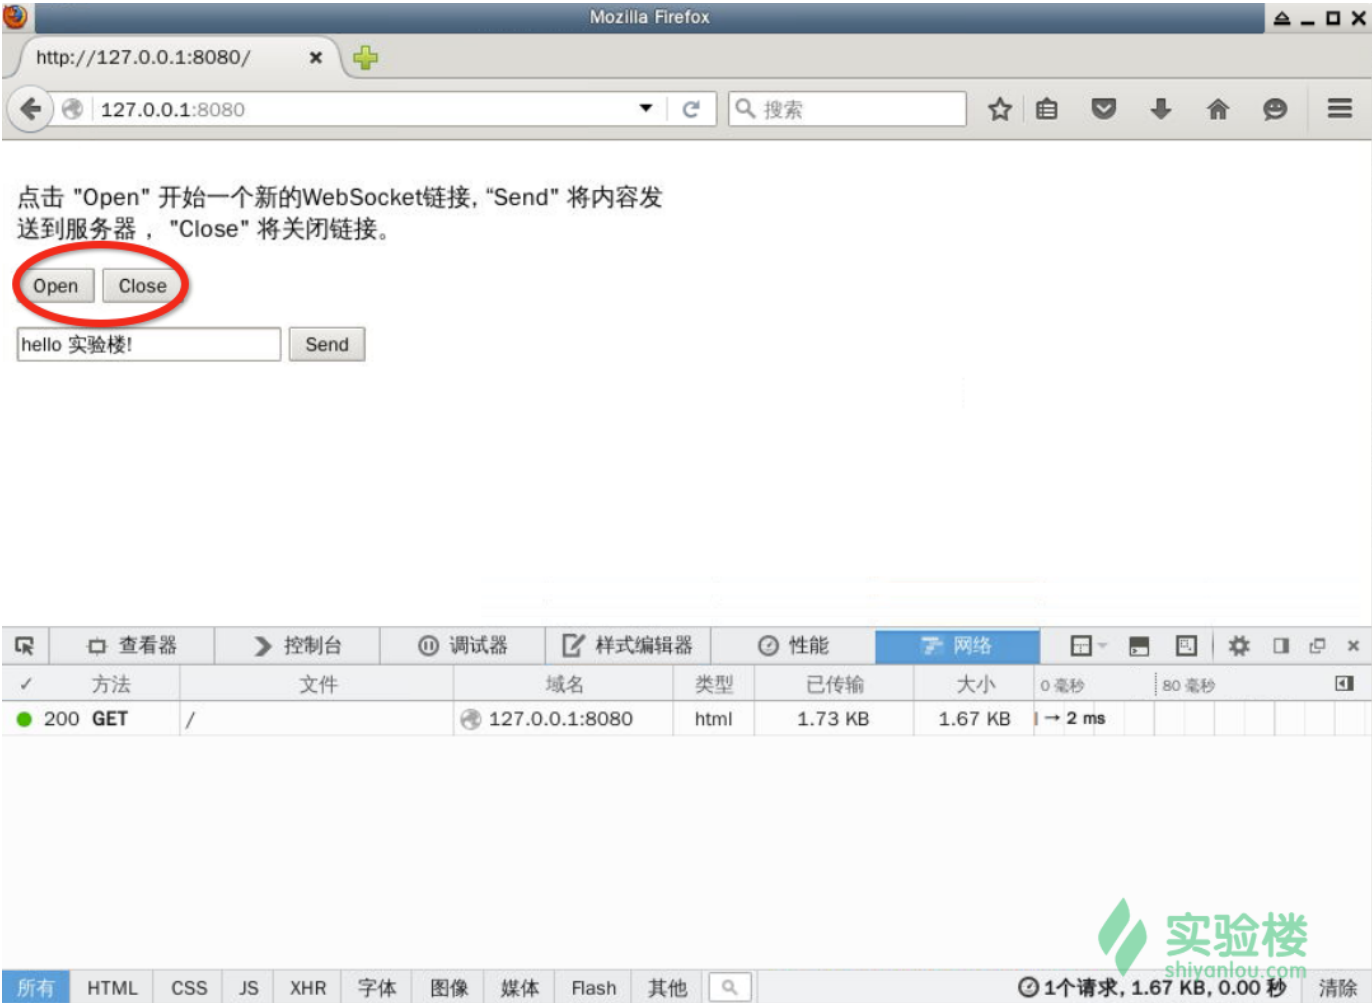 Mozilla Firefox
http://127.0.0.1:8080/
127.0.0.1:8080 搜索
点击 "Open" 开始一个新的WebSocket链接, “Send" 将内容发
送到服务器， "Close" 将关闭链接。
Open Close
hello 实验楼! Send
查看器 控制台 调试器 样式编辑器 性能 网络
✓ 方法 文件 域名 类型 已传输 大小 0 毫秒 80 毫秒
200 GET / 127.0.0.1:8080 html 1.73 KB 1.67 KB → 2 ms
实验楼
shiyanlou.com
所有 HTML CSS JS XHR 字体 图像 媒体 Flash 其他 1个请求, 1.67 KB, 0.00 秒 清除